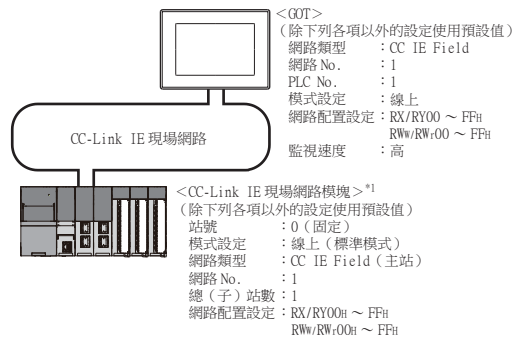 <GOT>
(除下列各項以外的設定使用預設值)
網路類型 ：CC IE Field
網路 No. ：1
PLC No. ：1
模式設定 ：線上
網路配置設定：RX/RY00 ～ FFH
RWw/RWr00 ～ FFH
監視速度 ：高
CC-Link IE 現場網路
<CC-Link IE 現場網路模塊>*1
(除下列各項以外的設定使用預設值)
站號 ：0（固定）
模式設定 ：線上（標準模式）
網路類型 ：CC IE Field（主站）
網路 No. ：1
總（子）站數：1
網路配置設定：RX/RY00H ～ FFH
RWw/RWr00H ～ FFH